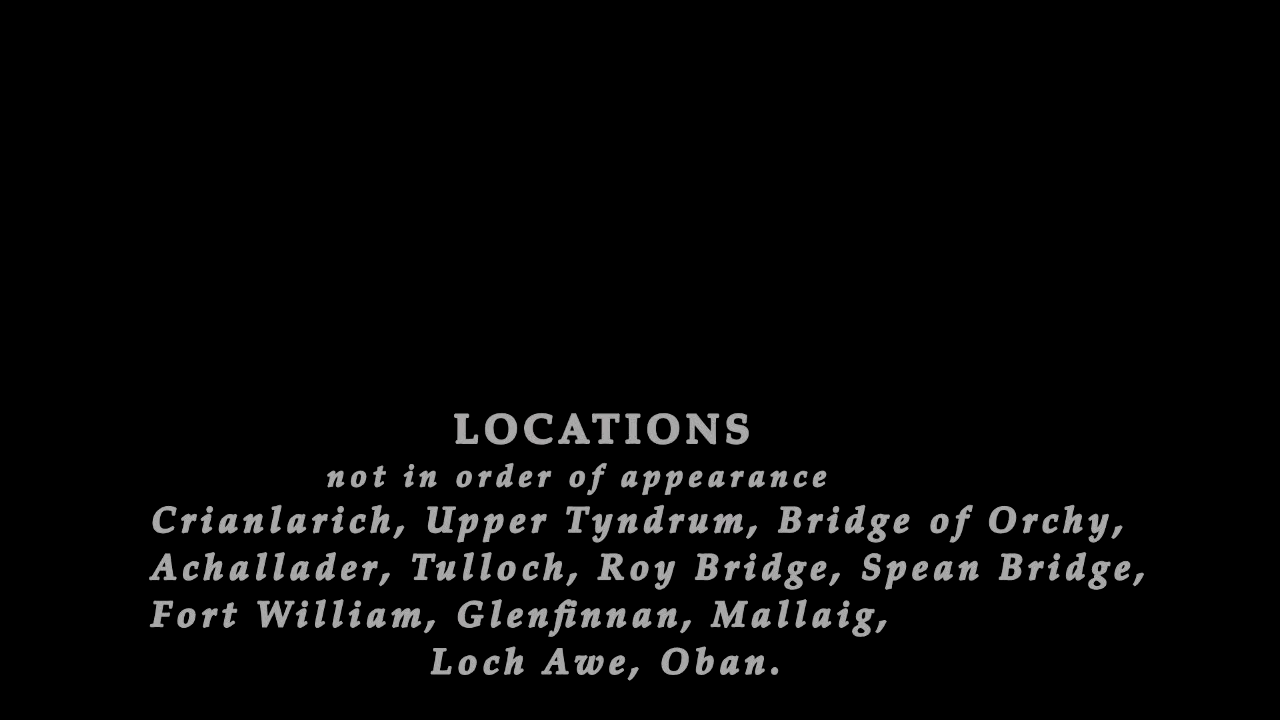 LOCATIONS
not in order of appearance
Crianlarich, Upper Tyndrum, Bridge of Orchy,
Achallader, Tulloch, Roy Bridge, Spean Bridge,
Fort William, Glenfinnan, Mallaig,
Loch Awe, Oban.